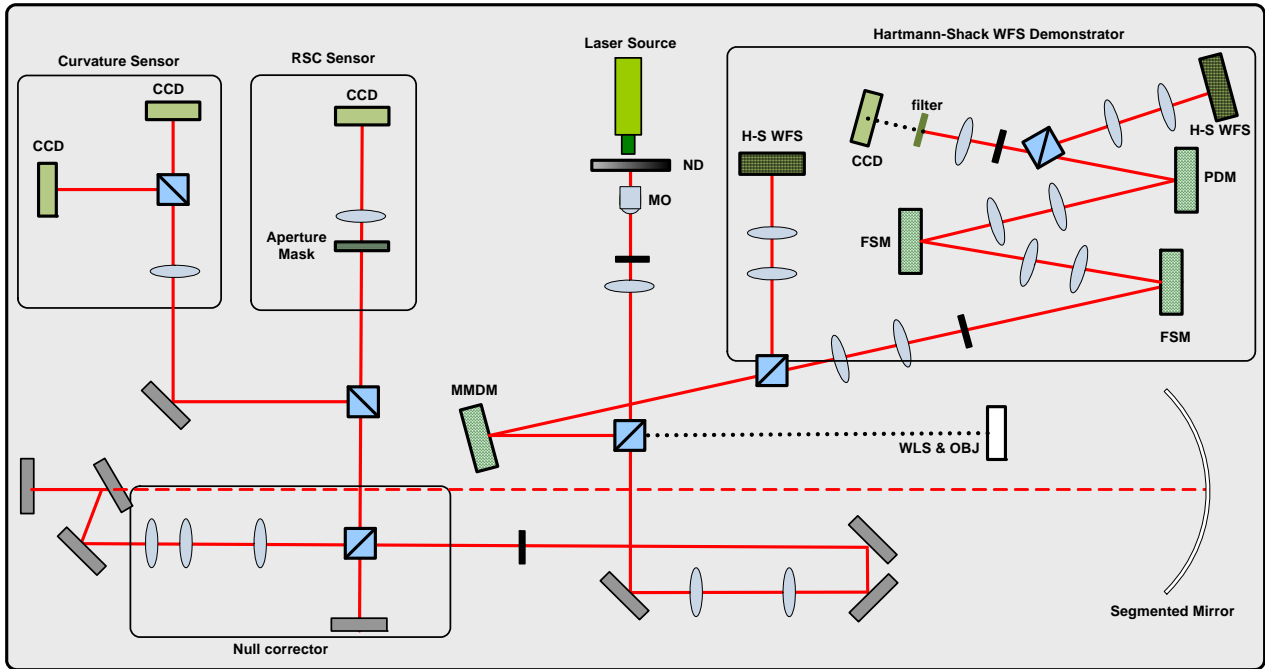 Laser Source
Hartmann-Shack WFS Demonstrator
Curvature Sensor
RSC Sensor
CCD
CCD
CCD
filter
CCD
H-S WFS
H-S WFS
ND
MO
PDM
Aperture
Mask
FSM
FSM
MMDM
WLS & OBJ
Segmented Mirror
Null corrector